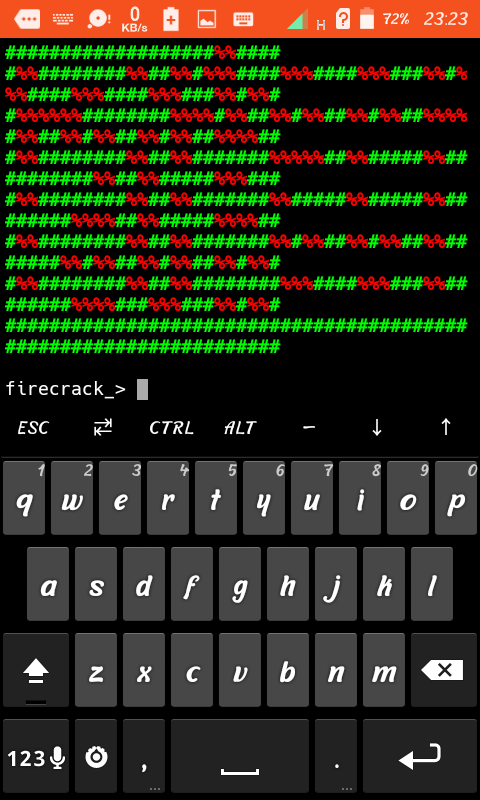 0 KB/s H 72% 23:23
###################%%####
#%%########%%##%%#%%%####%%%####%%%###%%#%
%%####%%%####%%%###%%#%%#
#%%%%%%########%%%%#%%##%%#%%##%%#%%##%%%%
#%%##%%#%%##%%#%%##%%%%##
#%%########%%##%%#######%%%%%##%%#####%%##
########%%##%%#####%%%###
#%%########%%##%%#######%%#####%%#####%%##
######%%%%##%%#####%%%%##
#%%########%%##%%#######%%#%%##%%#%%##%%##
#####%%#%%##%%#%%##%%#%%#
#%%########%%##%%########%%%####%%%###%%##
######%%%%###%%%###%%#%%#
##########################################
#########################
firecrack_>
ESC CTRL ALT –
1 2 3 4 5 6 7 8 9 0
q w e r t y u i o p
a s d f g h j k l
z x c v b n m
123 , .